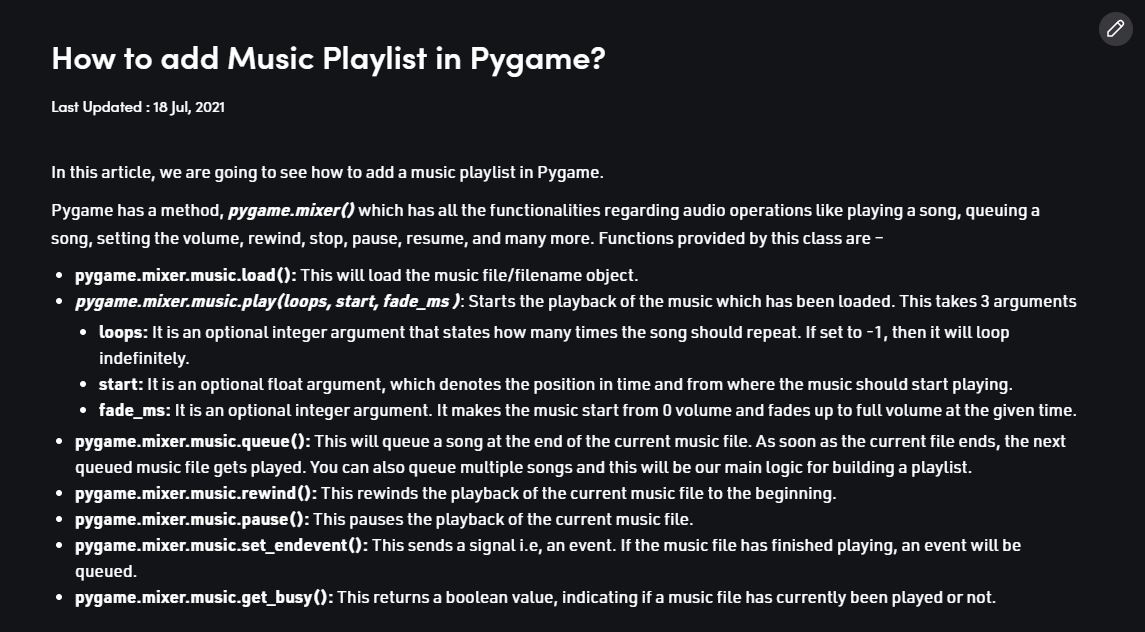 How to add Music Playlist in Pygame?
Last Updated : 18 Jul, 2021
In this article, we are going to see how to add a music playlist in Pygame.
Pygame has a method, pygame.mixer() which has all the functionalities regarding audio operations like playing a song, queuing a
song, setting the volume, rewind, stop, pause, resume, and many more. Functions provided by this class are –
• pygame.mixer.music.load(): This will load the music file/filename object.
• pygame.mixer.music.play(loops, start, fade_ms ): Starts the playback of the music which has been loaded. This takes 3 arguments
• loops: It is an optional integer argument that states how many times the song should repeat. If set to -1, then it will loop
indefinitely.
• start: It is an optional float argument, which denotes the position in time and from where the music should start playing.
• fade_ms: It is an optional integer argument. It makes the music start from 0 volume and fades up to full volume at the given time.
• pygame.mixer.music.queue(): This will queue a song at the end of the current music file. As soon as the current file ends, the next
queued music file gets played. You can also queue multiple songs and this will be our main logic for building a playlist.
• pygame.mixer.music.rewind(): This rewinds the playback of the current music file to the beginning.
• pygame.mixer.music.pause(): This pauses the playback of the current music file.
• pygame.mixer.music.set_endevent(): This sends a signal i.e, an event. If the music file has finished playing, an event will be
queued.
• pygame.mixer.music.get_busy(): This returns a boolean value, indicating if a music file has currently been played or not.